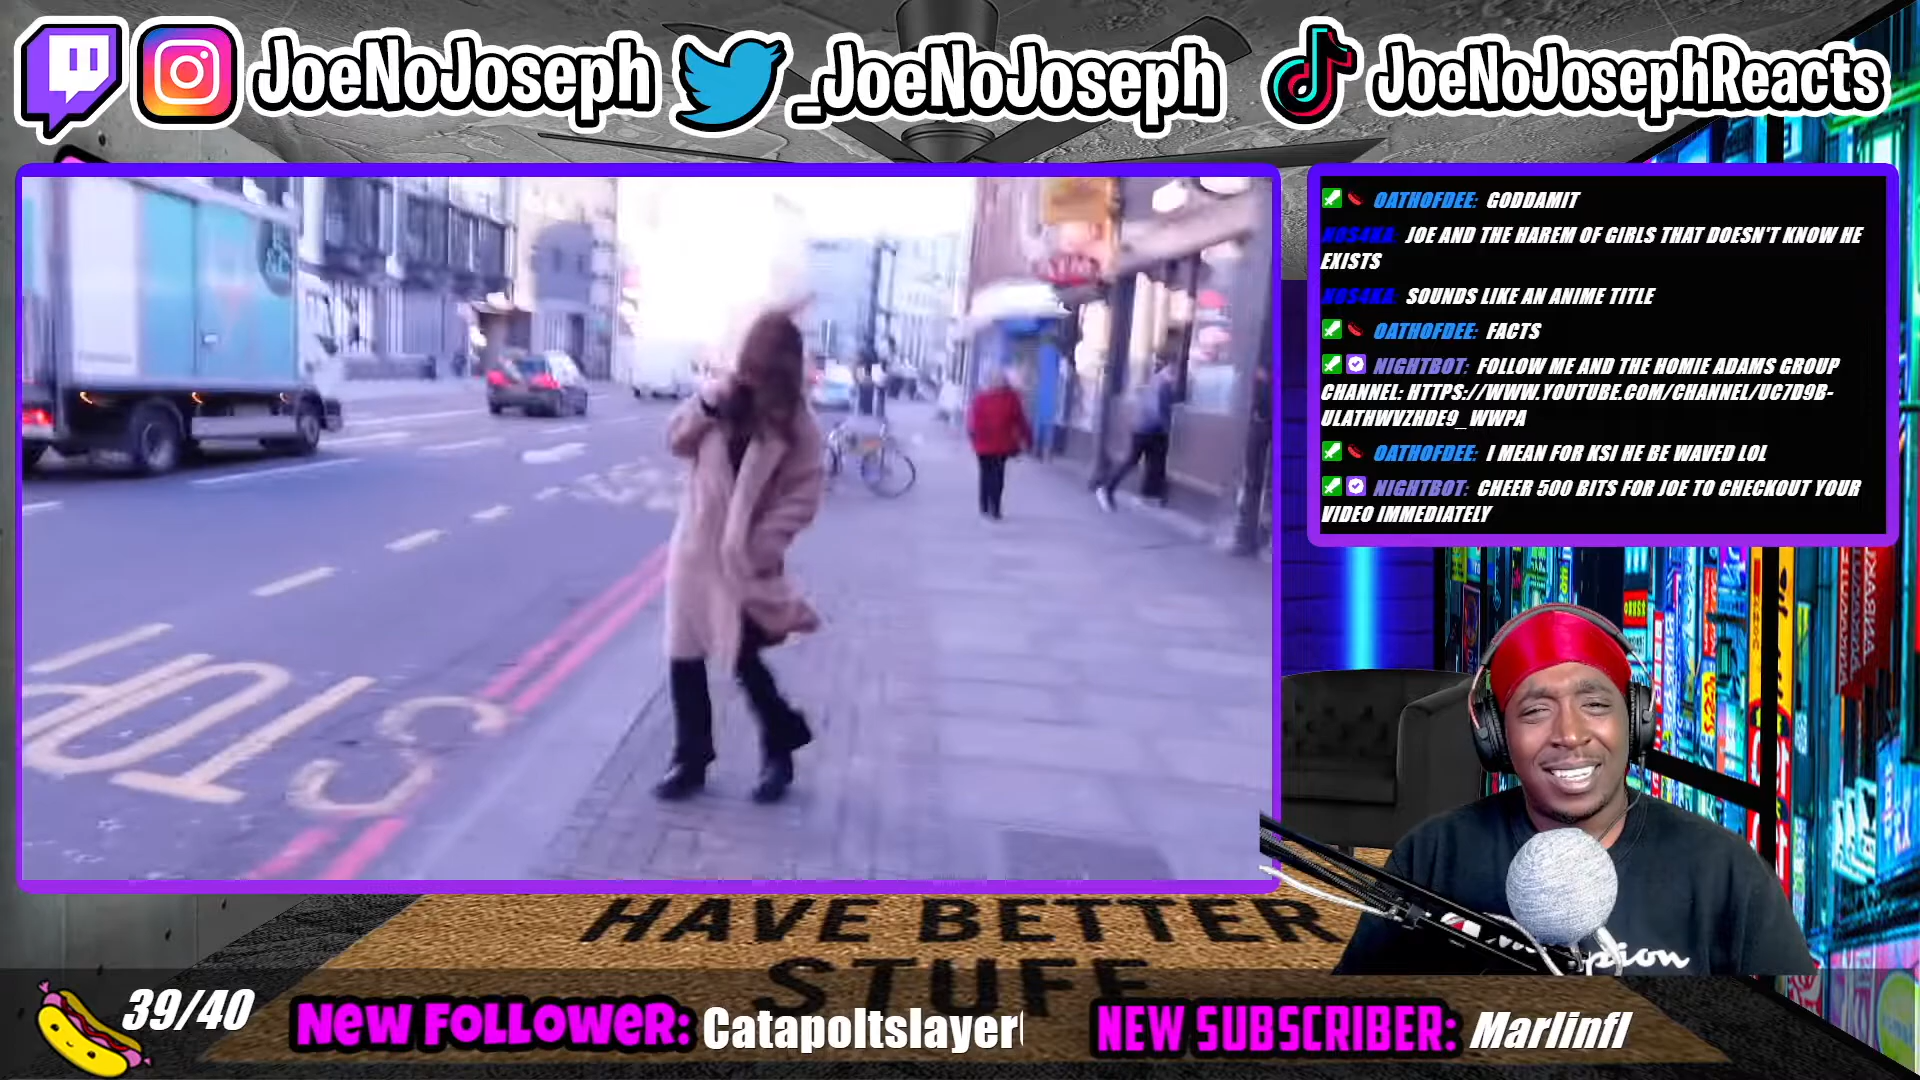 JoeNoJoseph
_JoeNoJoseph
JoeNoJosephReacts
OATHOFDEE: GODDAMIT
NOS4KA: JOE AND THE HAREM OF GIRLS THAT DOESN'T KNOW HE
EXISTS
NOS4KA: SOUNDS LIKE AN ANIME TITLE
OATHOFDEE: FACTS
NIGHTBOT: FOLLOW ME AND THE HOMIE ADAMS GROUP
CHANNEL: HTTPS://WWW.YOUTUBE.COM/CHANNEL/UC7D9B-
ULATHWVZHDE9_WWPA
OATHOFDEE: I MEAN FOR KSI HE BE WAVED LOL
NIGHTBOT: CHEER 500 BITS FOR JOE TO CHECKOUT YOUR
VIDEO IMMEDIATELY
STOP
HAVE BETTER
STUFF
39/40
NEW FOLLOWER: Catapoltslayer
NEW SUBSCRIBER: Marlinfl